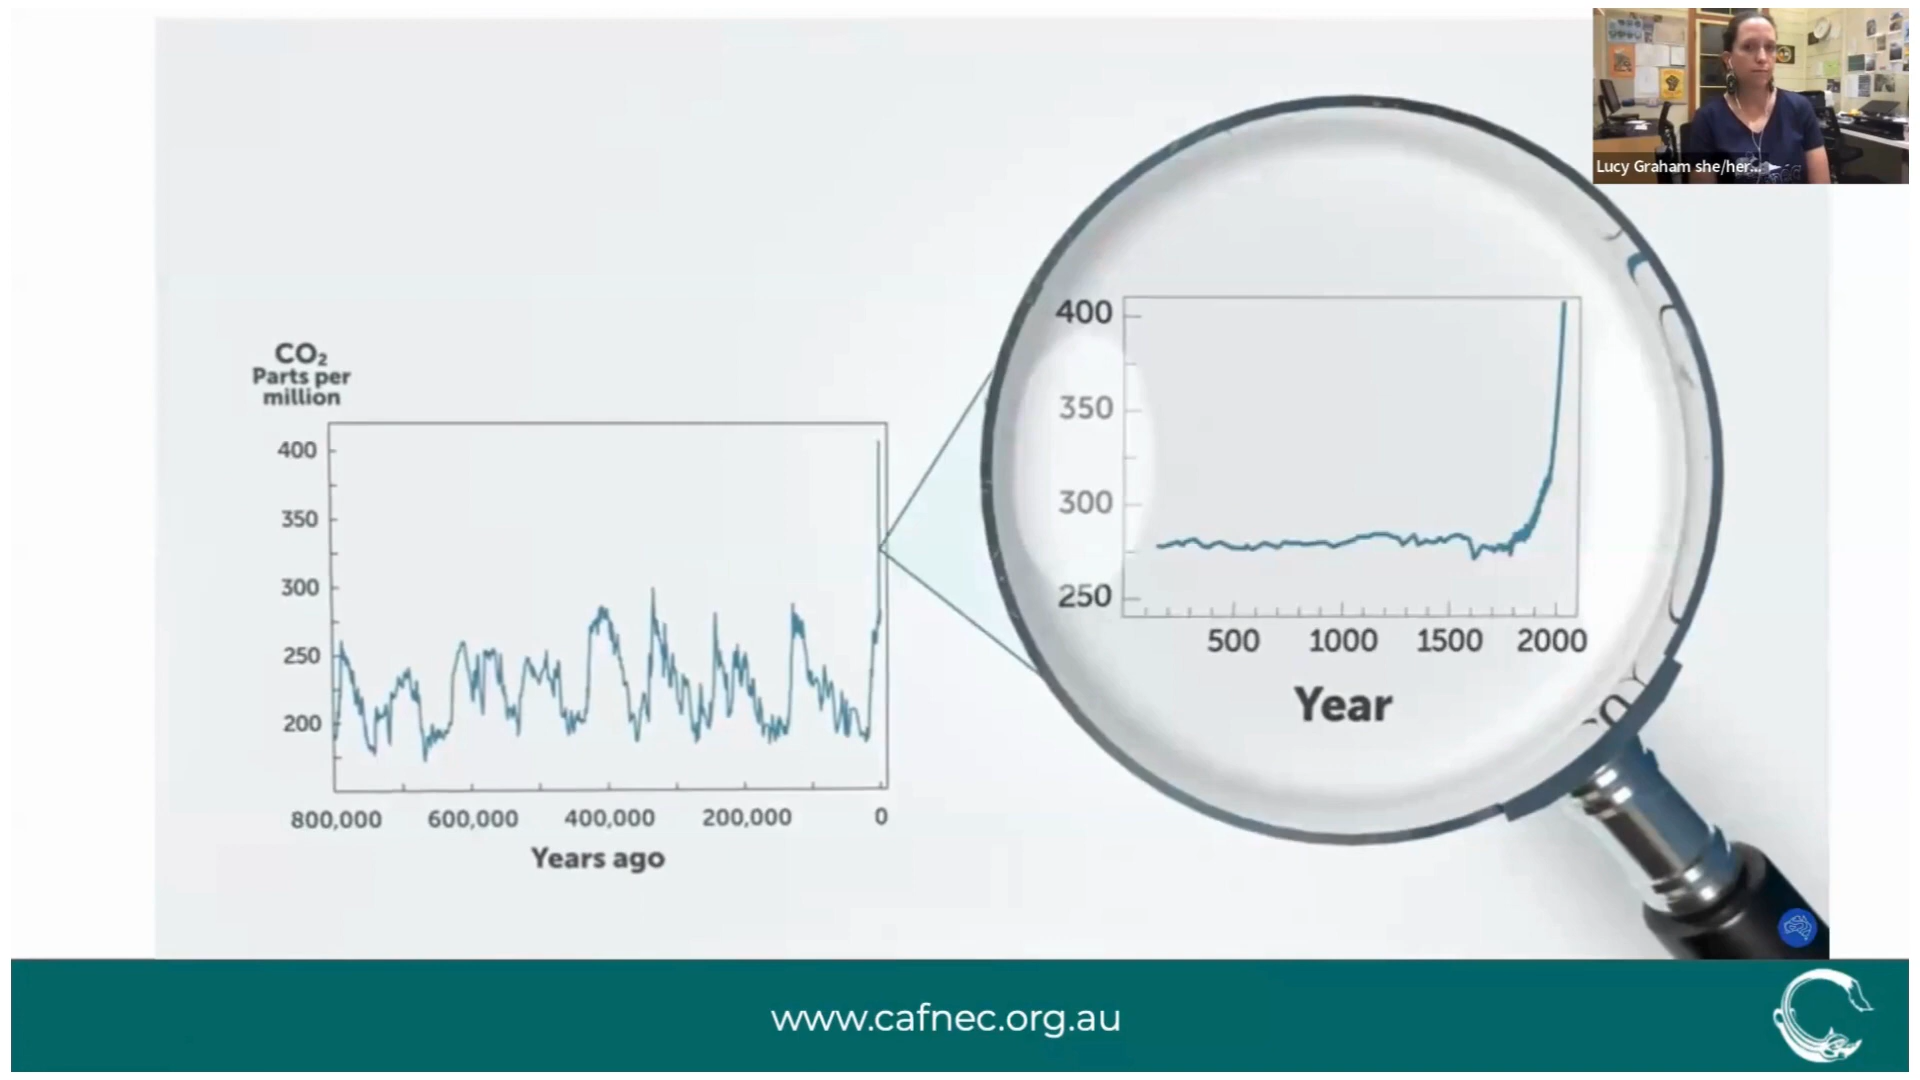 Lucy Graham she/her...
CO₂
Parts per
million
400
350
300
250
200
800,000 600,000 400,000 200,000 0
Years ago
400
350
300
250
500 1000 1500 2000
Year
www.cafnec.org.au